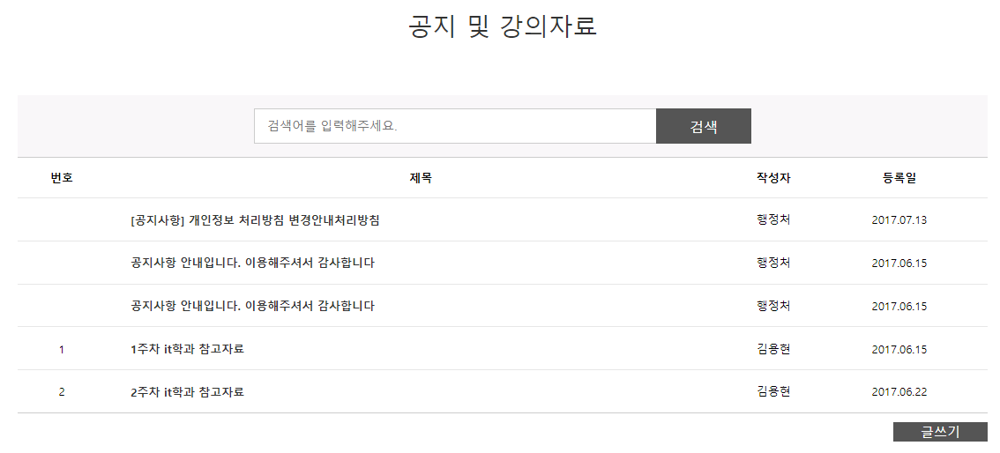 공지 및 강의자료
검색어를 입력해주세요. 검색
번호 제목 작성자 등록일
[공지사항] 개인정보 처리방침 변경안내처리방침 행정처 2017.07.13
공지사항 안내입니다. 이용해주셔서 감사합니다 행정처 2017.06.15
공지사항 안내입니다. 이용해주셔서 감사합니다 행정처 2017.06.15
1 1주차 it학과 참고자료 김용현 2017.06.15
2 2주차 it학과 참고자료 김용현 2017.06.22
글쓰기